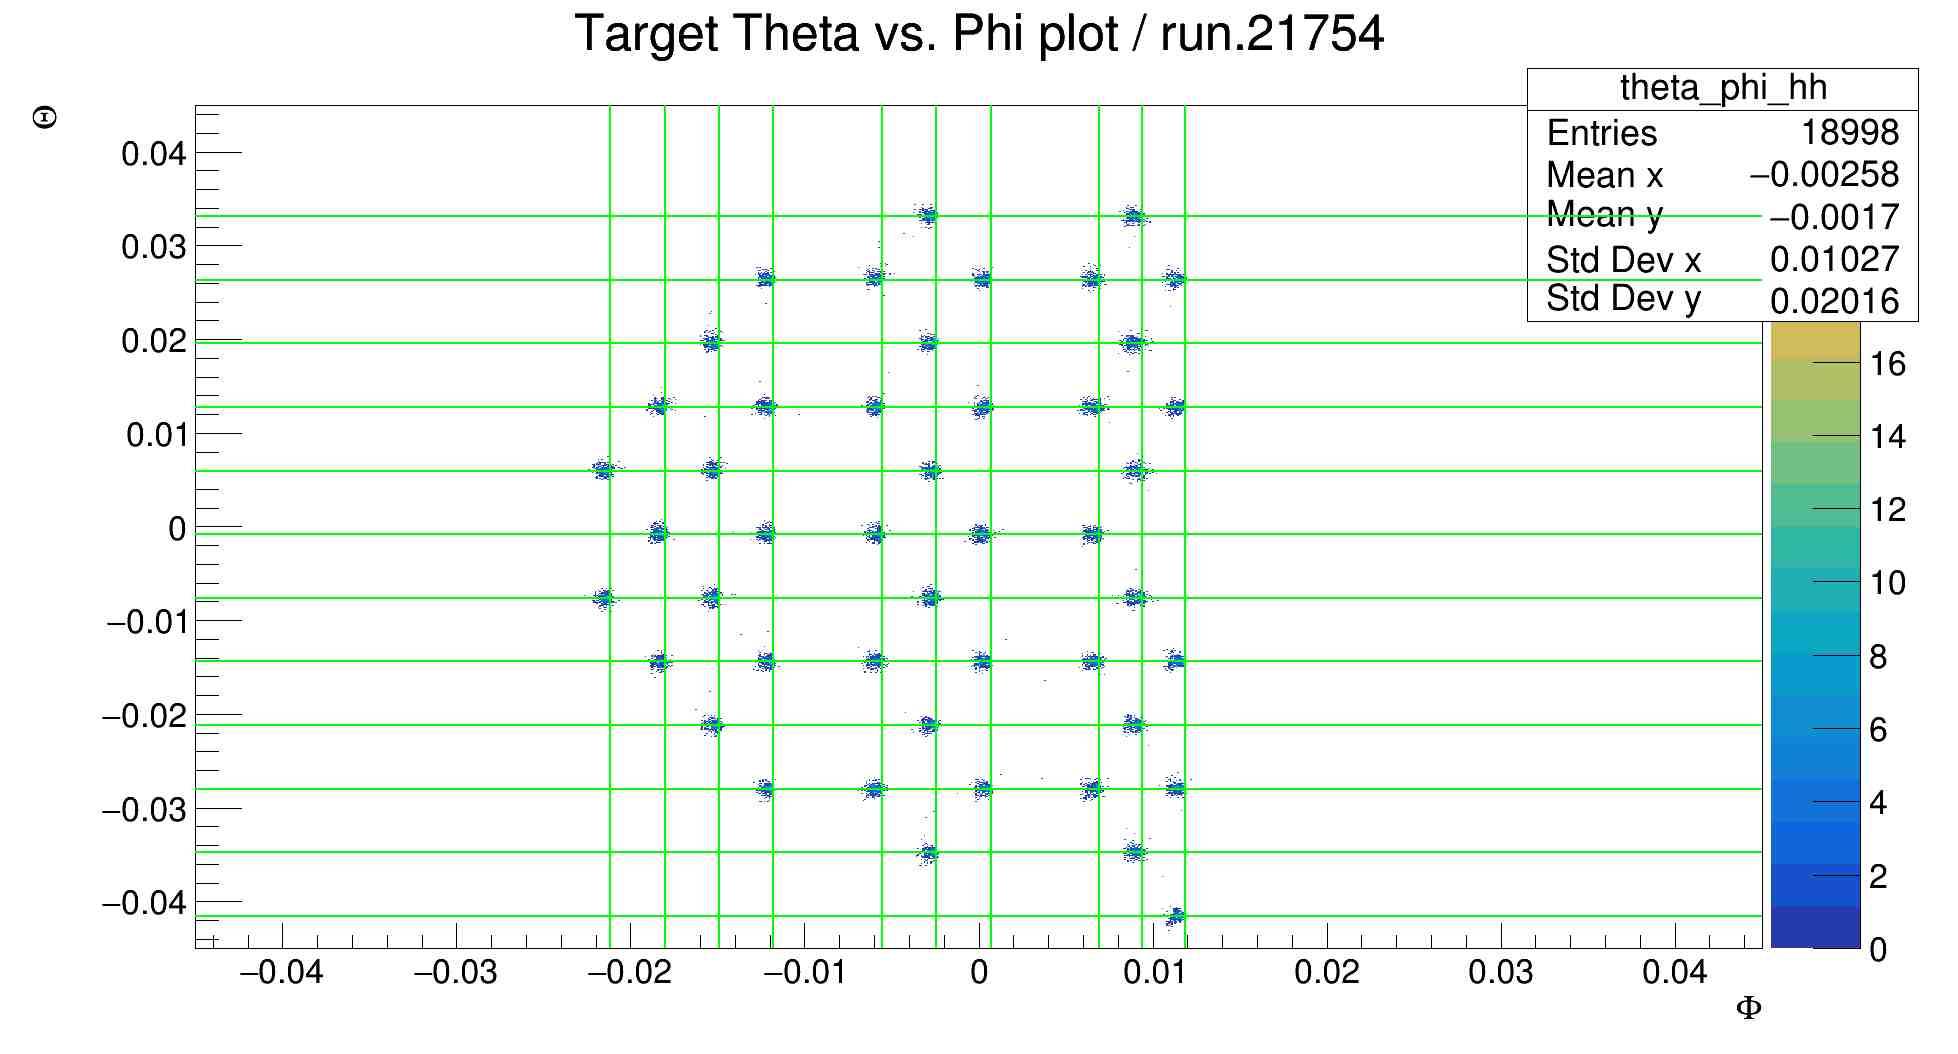 Target Theta vs. Phi plot / run.21754
theta_phi_hh
Entries 18998
Mean x −0.00258
Mean y −0.0017
Std Dev x 0.01027
Std Dev y 0.02016
Θ
0.04
0.03
0.02
0.01
0
−0.01
−0.02
−0.03
−0.04
−0.04 −0.03 −0.02 −0.01 0 0.01 0.02 0.03 0.04
Φ
16
14
12
10
8
6
4
2
0